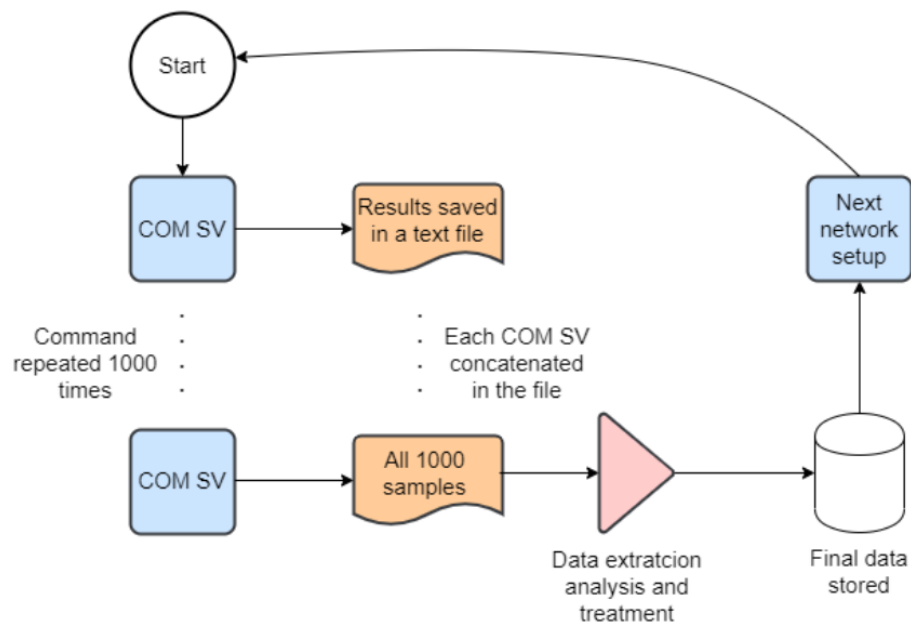 Start
COM SV
Results saved
in a text file
Next
network
setup
Command
repeated 1000
times
Each COM SV
concatenated
in the file
COM SV
All 1000
samples
Data extratcion
analysis and
treatment
Final data
stored